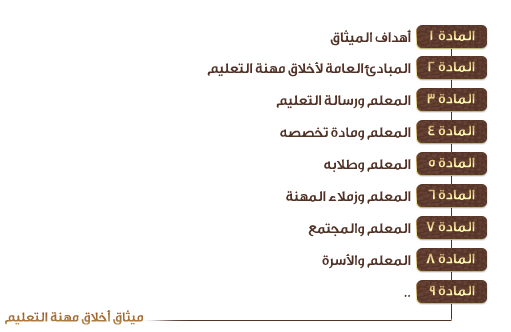 المادة ١ أهداف الميثاق
المادة ٢ المبادئ العامة لأخلاق مهنة التعليم
المادة ٣ المعلم ورسالة التعليم
المادة ٤ المعلم ومادة تخصصه
المادة ٥ المعلم وطلابه
المادة ٦ المعلم وزملاء المهنة
المادة ٧ المعلم والمجتمع
المادة ٨ المعلم والأسرة
المادة ٩ ..
ميثاق أخلاق مهنة التعليم